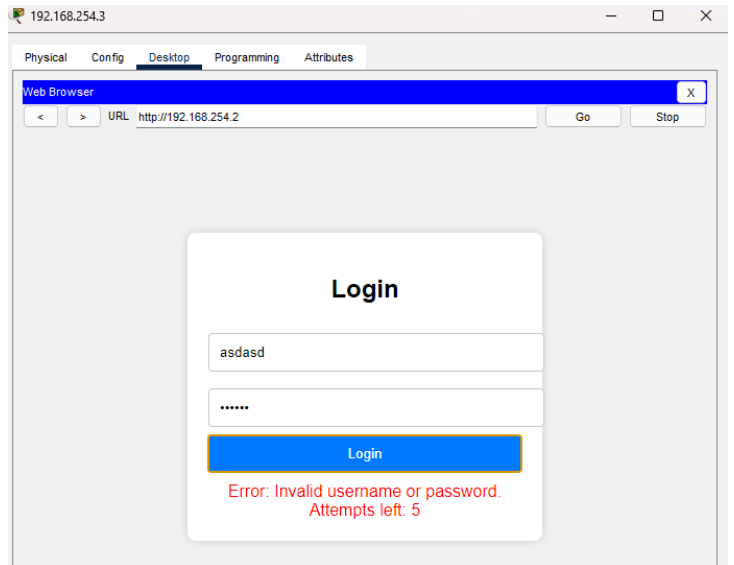 192.168.254.3
Physical Config Desktop Programming Attributes
Web Browser X
< > URL http://192.168.254.2 Go Stop
Login
asdasd
••••••
Login
Error: Invalid username or password.
Attempts left: 5